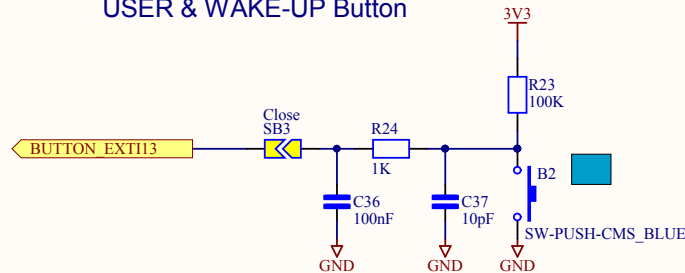 USER & WAKE-UP Button
3V3
R23
100K
Close
SB3
R24
1K
BUTTON_EXTI13
B2
C36
100nF
C37
10pF
SW-PUSH-CMS_BLUE
GND
GND
GND